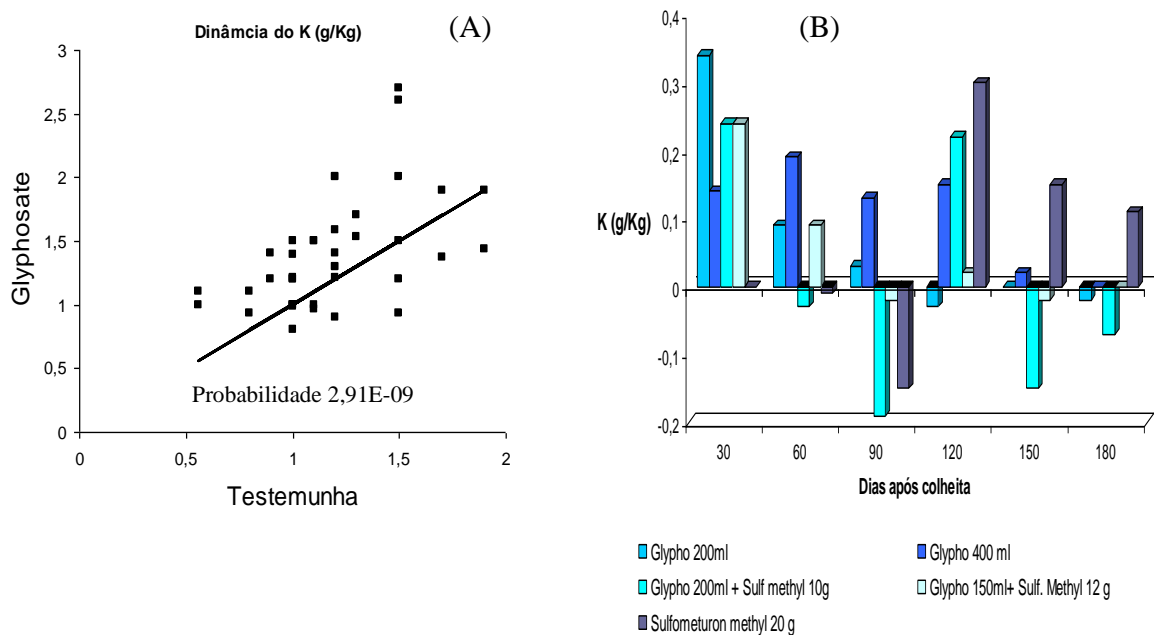 Dinâmcia do K (g/Kg)
(A)
3
2,5
2
1,5
1
0,5
0
Glyphosate
Probabilidade 2,91E-09
0
0,5
1
1,5
2
Testemunha
(B)
0,4
0,3
0,2
0,1
0
-0,1
-0,2
K (g/Kg)
30
60
90
120
150
180
Dias após colheita
Glypho 200ml
Glypho 400 ml
Glypho 200ml + Sulf methyl 10g
Glypho 150ml+ Sulf. Methyl 12 g
Sulfometuron methyl 20 g